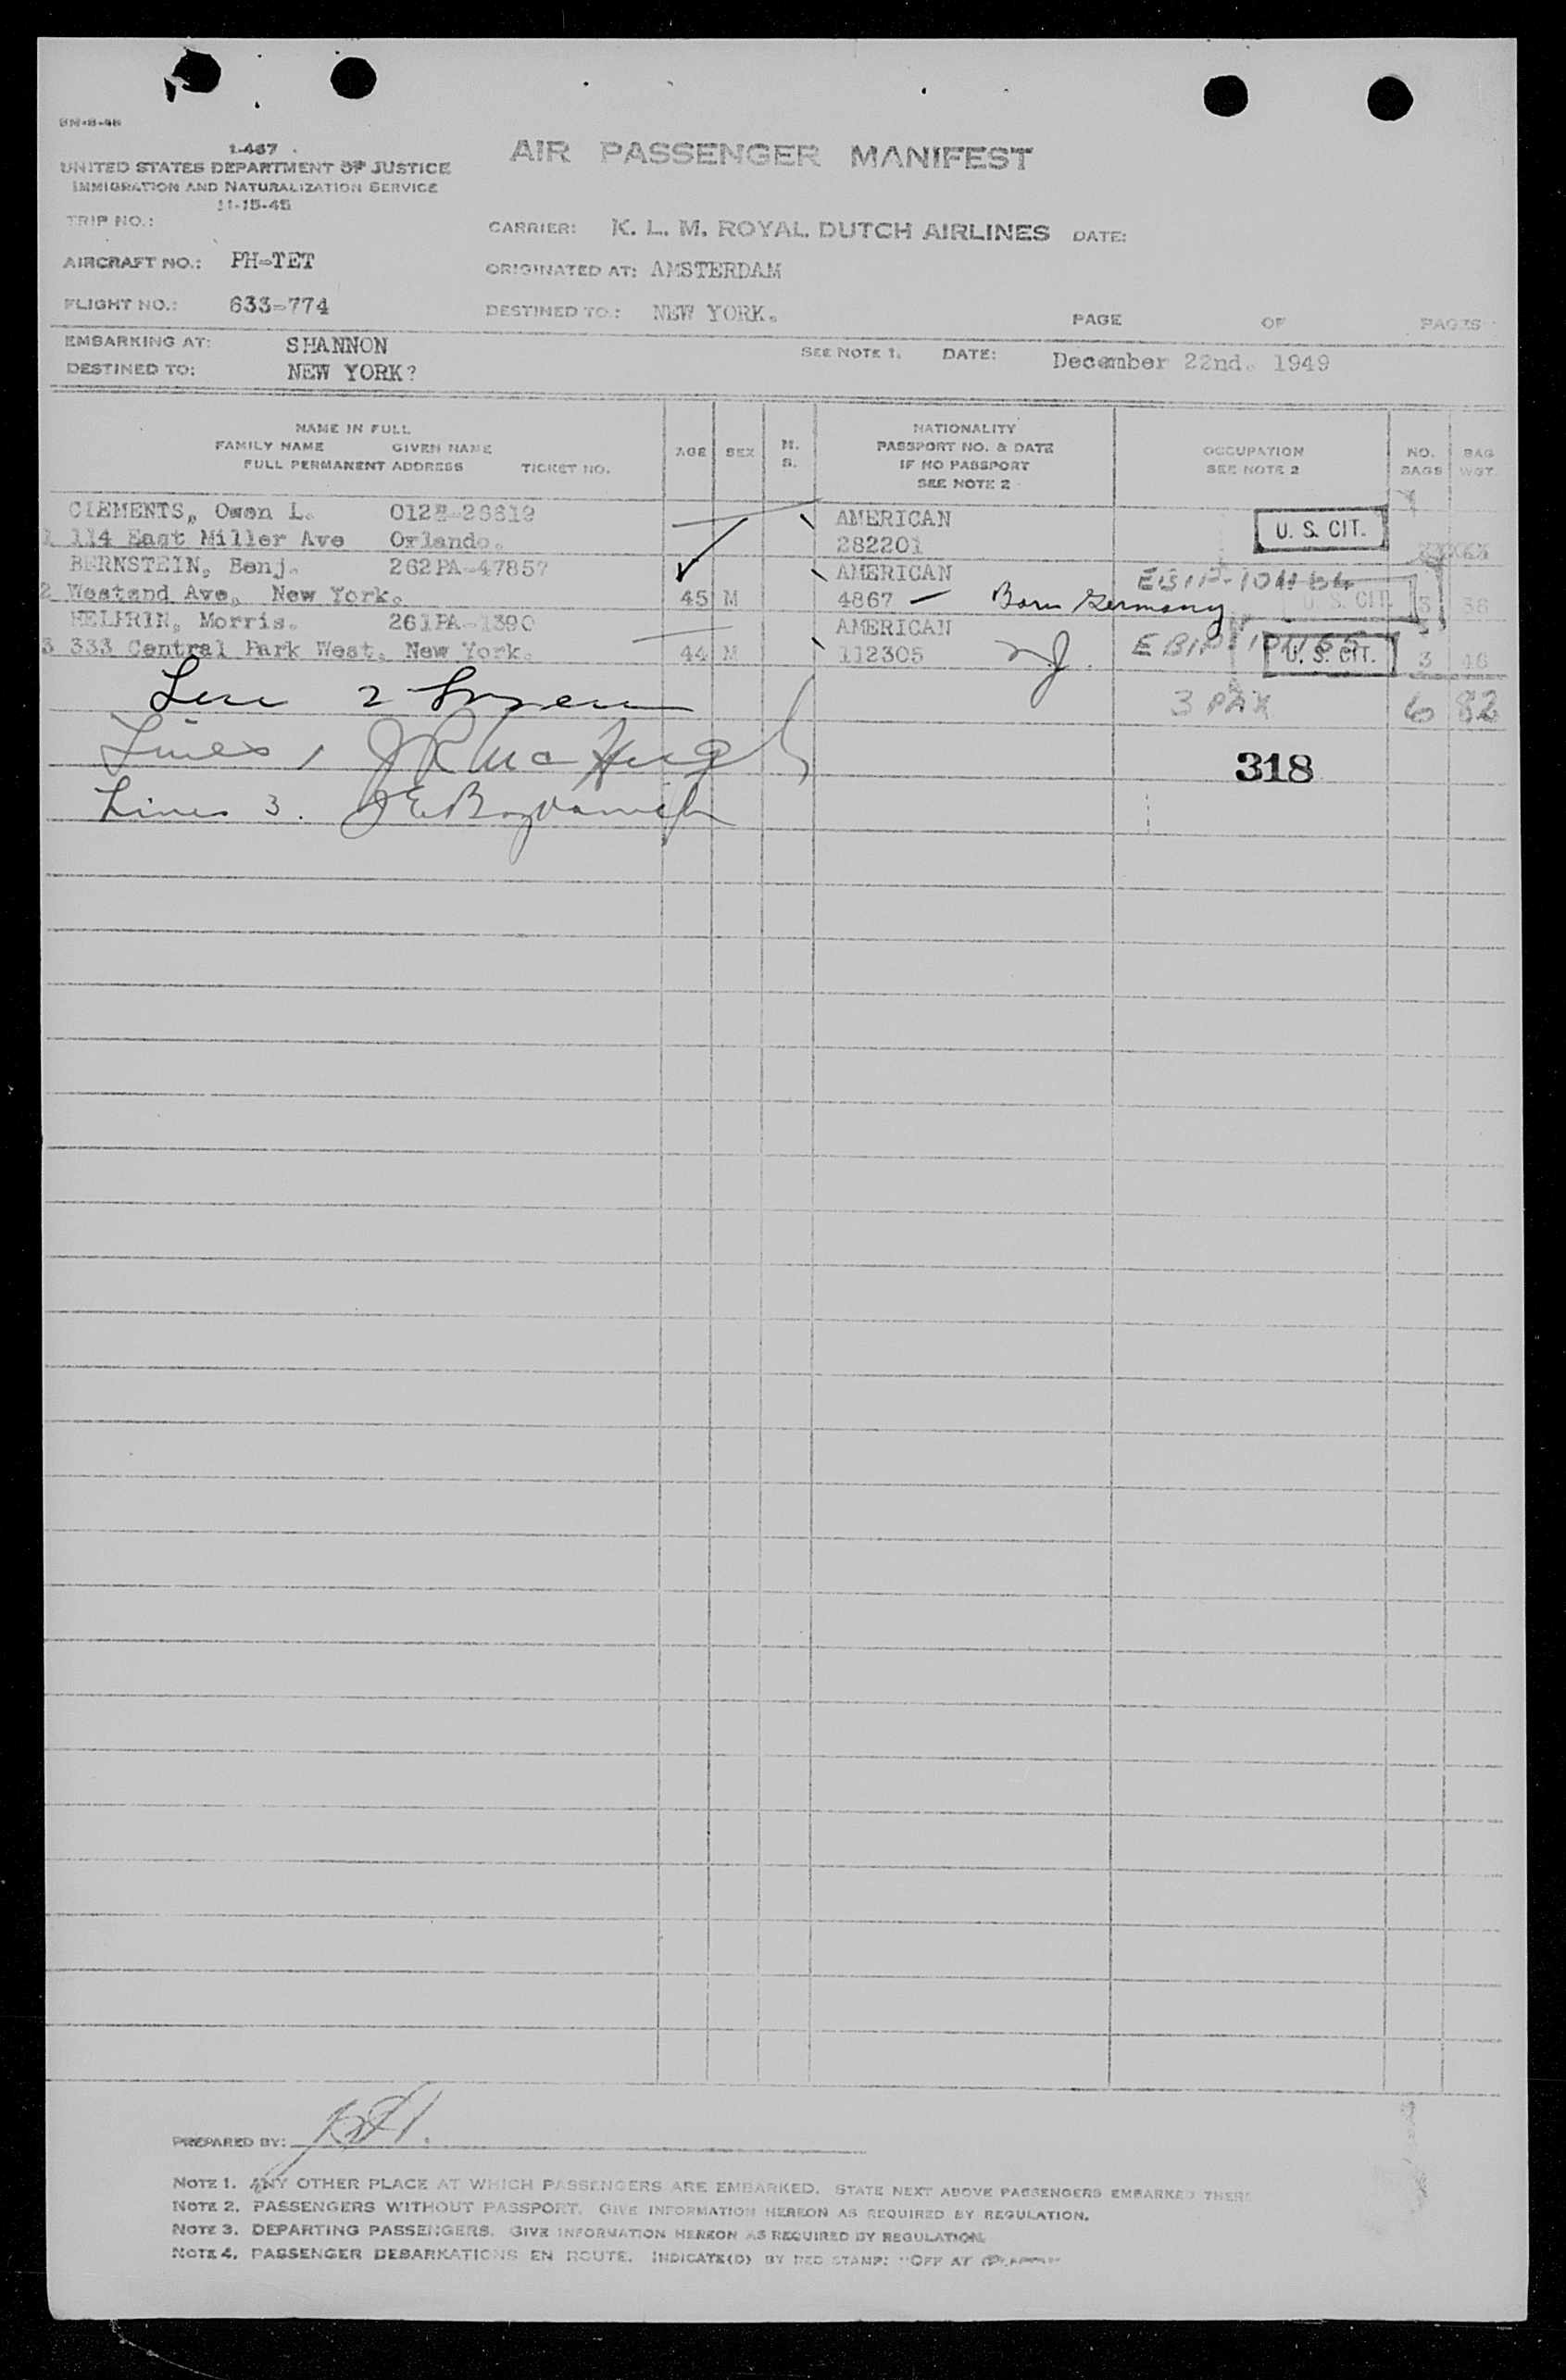 1-467
UNITED STATES DEPARTMENT OF JUSTICE
IMMIGRATION AND NATURALIZATION SERVICE
11-15-45
AIR PASSENGER MANIFEST
TRIP NO.:
CARRIER: K. L. M. ROYAL DUTCH AIRLINES DATE:
AIRCRAFT NO.: PH-TET
ORIGINATED AT: AMSTERDAM
FLIGHT NO.: 633-774
DESTINED TO: NEW YORK.
PAGE OF PAGES
EMBARKING AT: SHANNON
SEE NOTE 1. DATE: December 22nd. 1949
DESTINED TO: NEW YORK?
NAME IN FULL
FAMILY NAME GIVEN NAME
FULL PERMANENT ADDRESS TICKET NO.
AGE SEX M. S.
NATIONALITY
PASSPORT NO. & DATE
IF NO PASSPORT
SEE NOTE 2
OCCUPATION
SEE NOTE 2
NO. BAGS
BAG WGT.
CLEMENTS, Owen L. AMERICAN U. S. CIT.
1 114 East Miller Ave Orlando. 282201
BERNSTEIN, Benj. 262PA-47857 AMERICAN
2 Westend Ave. New York. 45 M 4867 — Born Germany U. S. CIT. 3 36
HELPRIN, Morris. 261PA-1390 AMERICAN
3 333 Central Park West. New York. 44 M 112305 N.J. U. S. CIT. 3 46
2
3 PAX 6 82
Lines 1
318
Lines 3.
PREPARED BY:
NOTE 1. ANY OTHER PLACE AT WHICH PASSENGERS ARE EMBARKED. STATE NEXT ABOVE PASSENGERS EMBARKED THERE
NOTE 2. PASSENGERS WITHOUT PASSPORT. GIVE INFORMATION HEREON AS REQUIRED BY REGULATION.
NOTE 3. DEPARTING PASSENGERS. GIVE INFORMATION HEREON AS REQUIRED BY REGULATION.
NOTE 4. PASSENGER DEBARKATIONS EN ROUTE. INDICATE(D) BY RED STAMP: "OFF AT